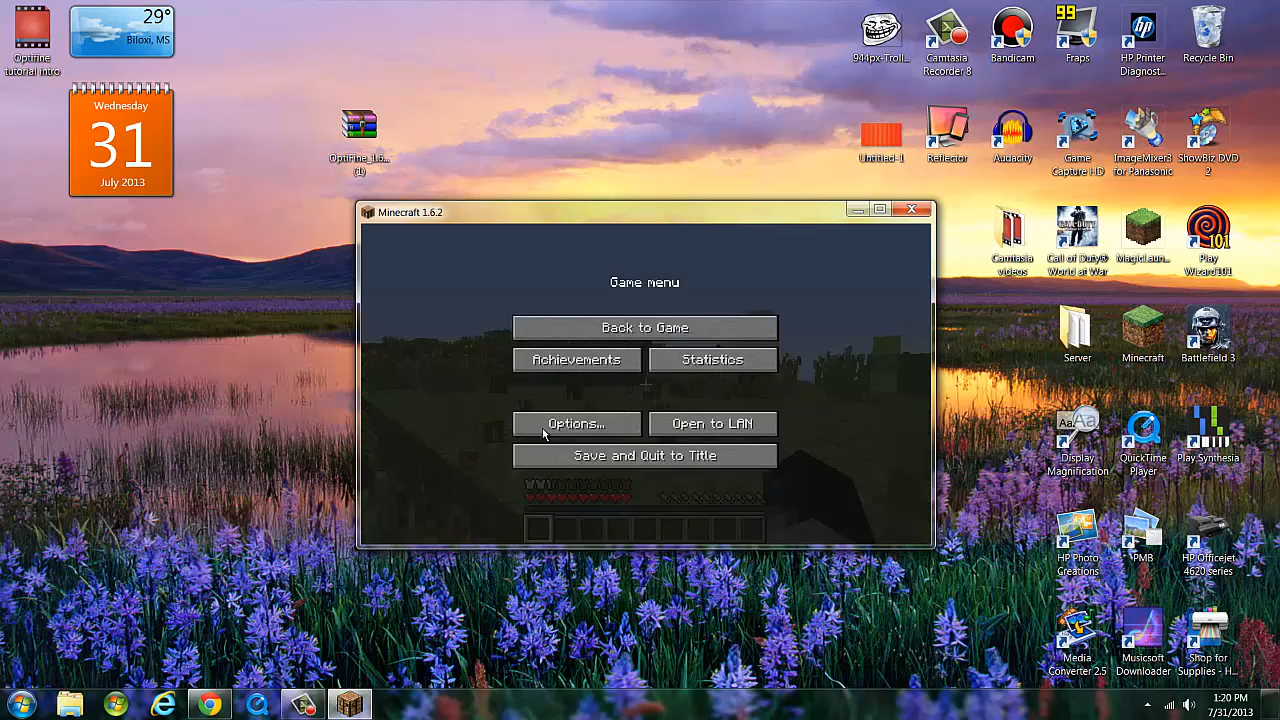 Optifine
tutorial intro
29°
Biloxi, MS
Wednesday
31
July 2013
OptiFine_1.6...
(1)
944px-Troll...
Camtasia
Recorder 8
Bandicam
99
Fraps
HP Printer
Diagnost...
Recycle Bin
Untitled-1
Reflector
Audacity
Game
Capture HD
ImageMixer3
for Panasonic
ShowBiz DVD
2
Camtasia
videos
Call of Duty®
World at War
MagicLaun...
101
Play
Wizard101
Server
Minecraft
Battlefield 3
Aa
Aa
Display
Magnification
QuickTime
Player
Play Synthesia
HP Photo
Creations
PMB
HP Officejet
4620 series
Media
Converter 2.5
Musicsoft
Downloader
Shop for
Supplies - H...
Minecraft 1.6.2
Game menu
Back to Game
Achievements
Statistics
Options...
Open to LAN
Save and Quit to Title
1:20 PM
7/31/2013